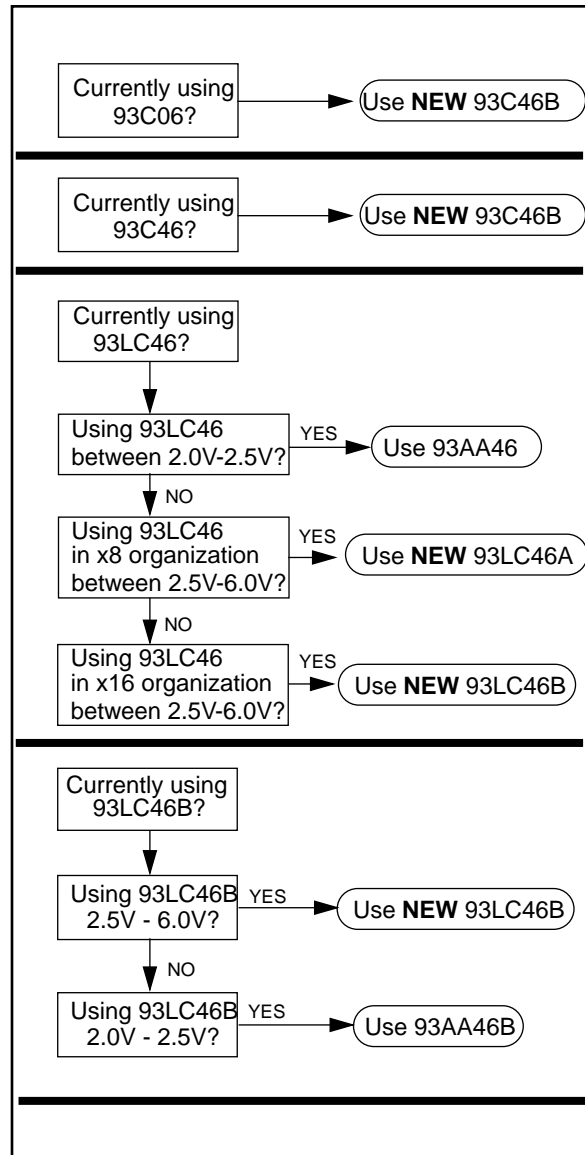 Currently using
93C06?
Use NEW 93C46B
Currently using
93C46?
Use NEW 93C46B
Currently using
93LC46?
Using 93LC46
between 2.0V-2.5V?
YES
Use 93AA46
NO
Using 93LC46
in x8 organization
between 2.5V-6.0V?
YES
Use NEW 93LC46A
NO
Using 93LC46
in x16 organization
between 2.5V-6.0V?
YES
Use NEW 93LC46B
Currently using
93LC46B?
Using 93LC46B
2.5V - 6.0V?
YES
Use NEW 93LC46B
NO
Using 93LC46B
2.0V - 2.5V?
YES
Use 93AA46B